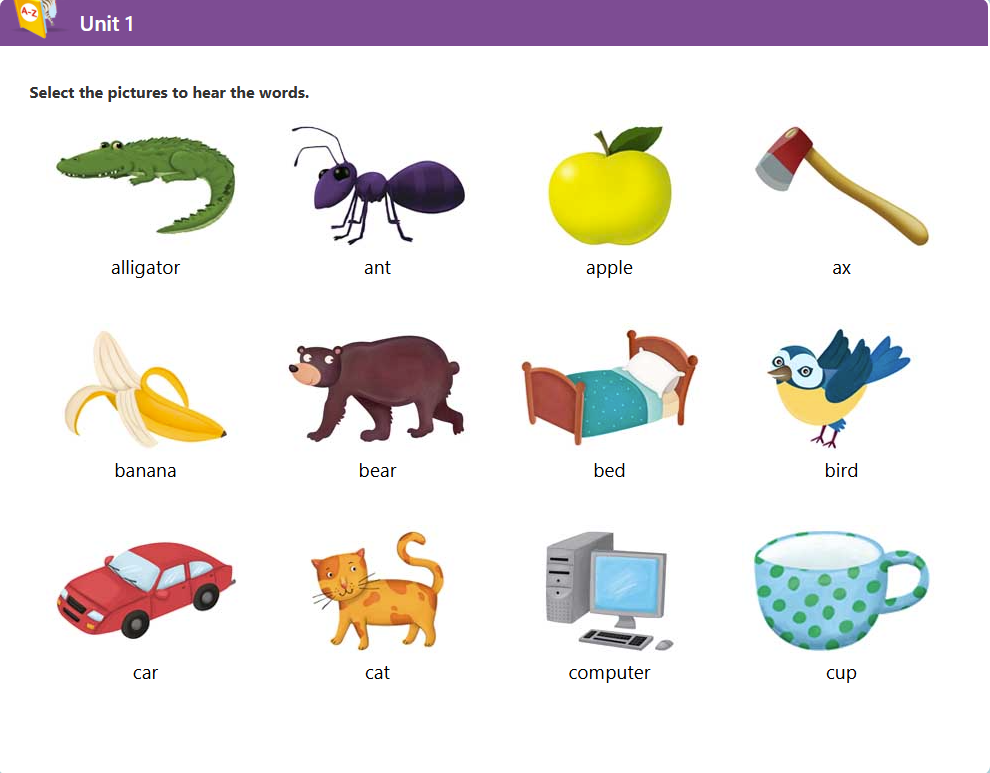 A-Z
Unit 1
Select the pictures to hear the words.
alligator
ant
apple
ax
banana
bear
bed
bird
car
cat
computer
cup